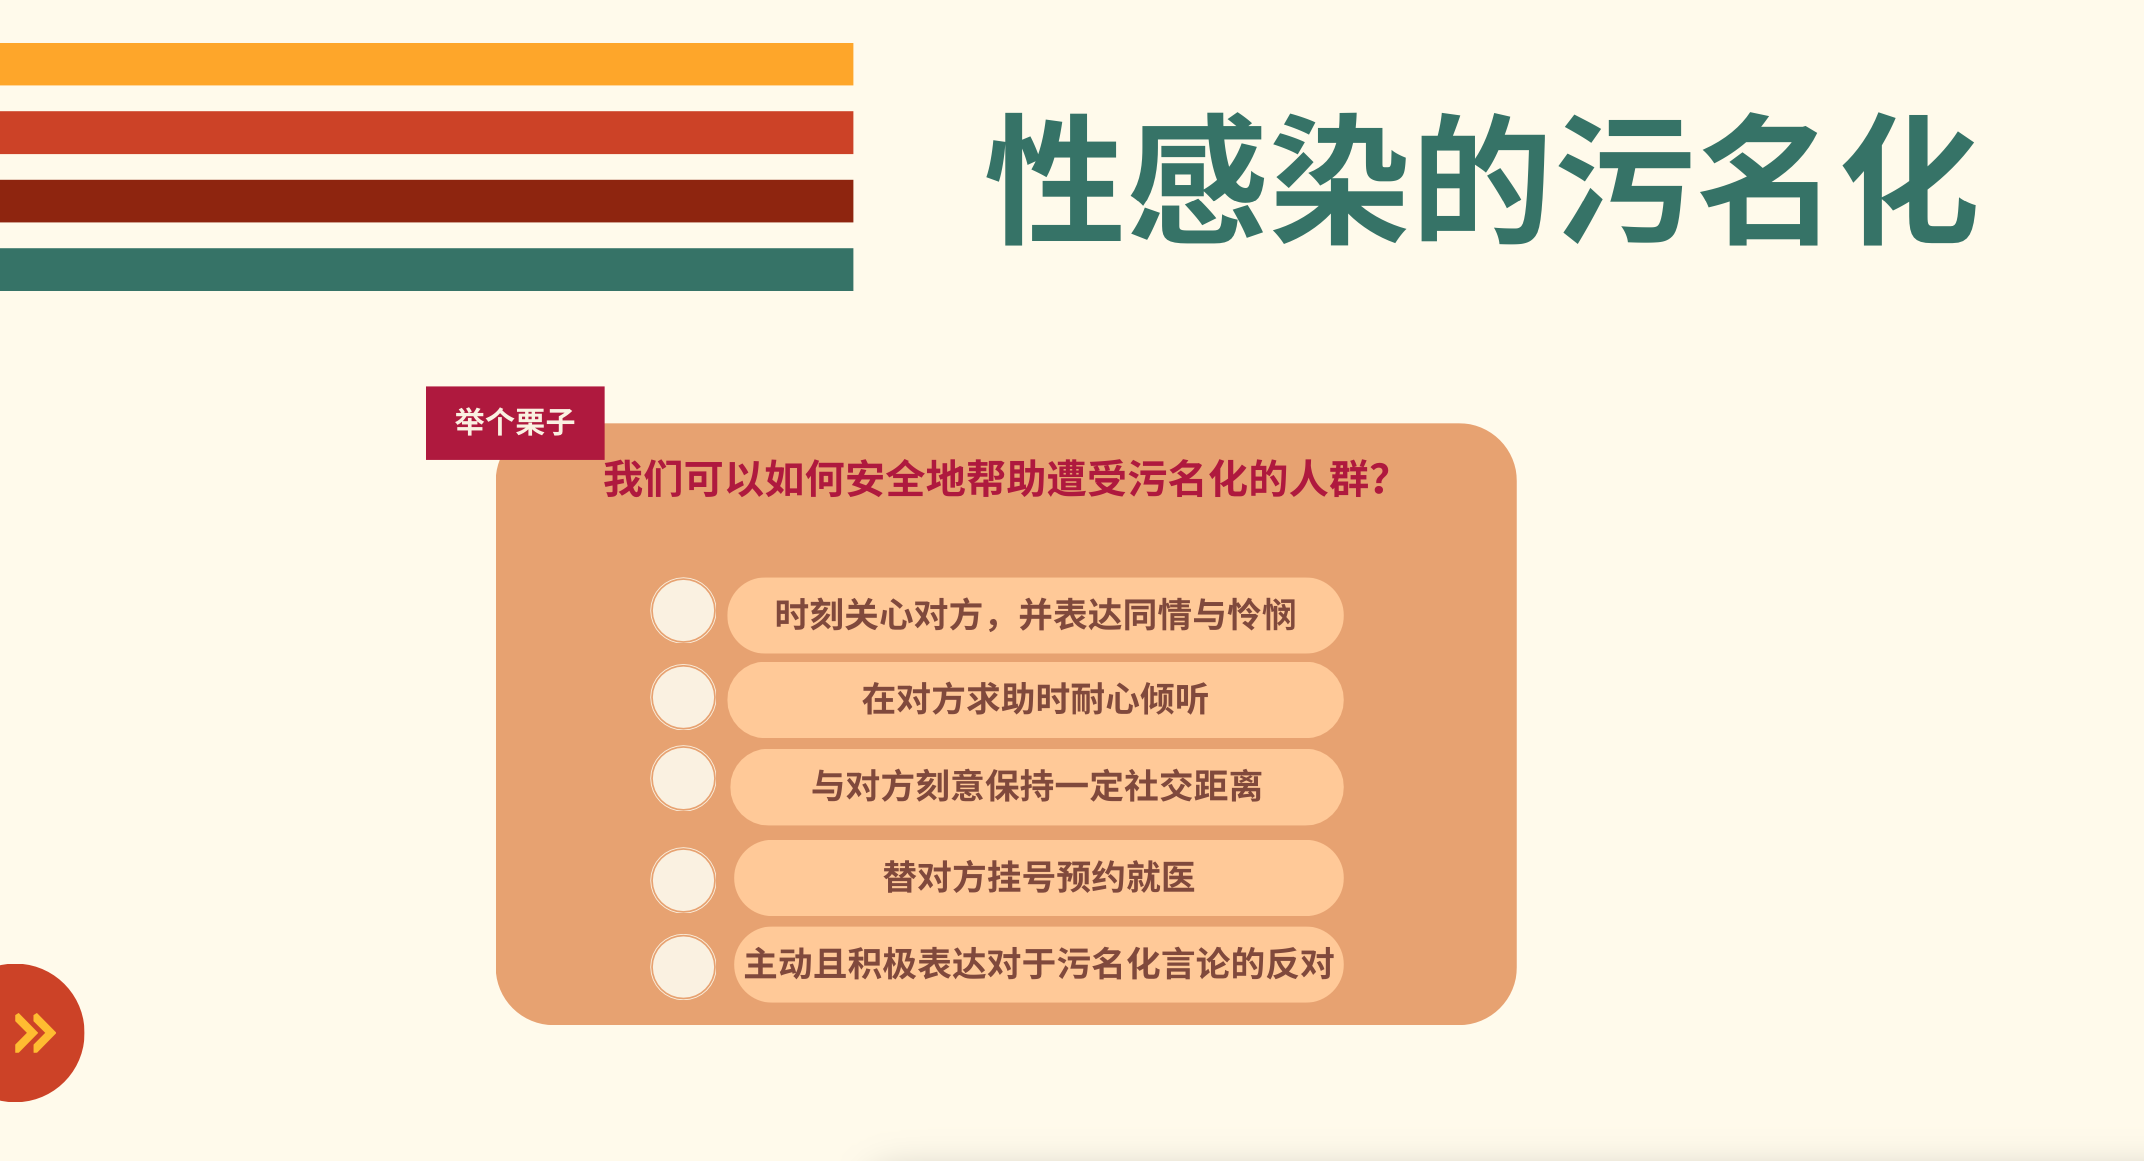 性感染的污名化
举个栗子
我们可以如何安全地帮助遭受污名化的人群？
时刻关心对方，并表达同情与怜悯
在对方求助时耐心倾听
与对方刻意保持一定社交距离
替对方挂号预约就医
主动且积极表达对于污名化言论的反对